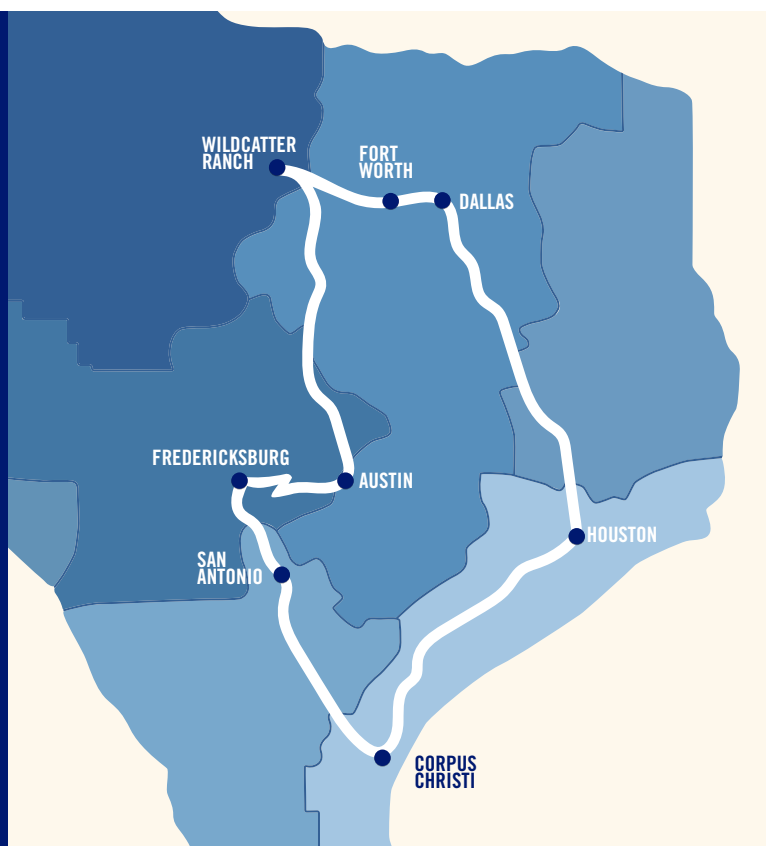 WILDCATTER
RANCH
FORT
WORTH
DALLAS
FREDERICKSBURG
AUSTIN
SAN
ANTONIO
HOUSTON
CORPUS
CHRISTI